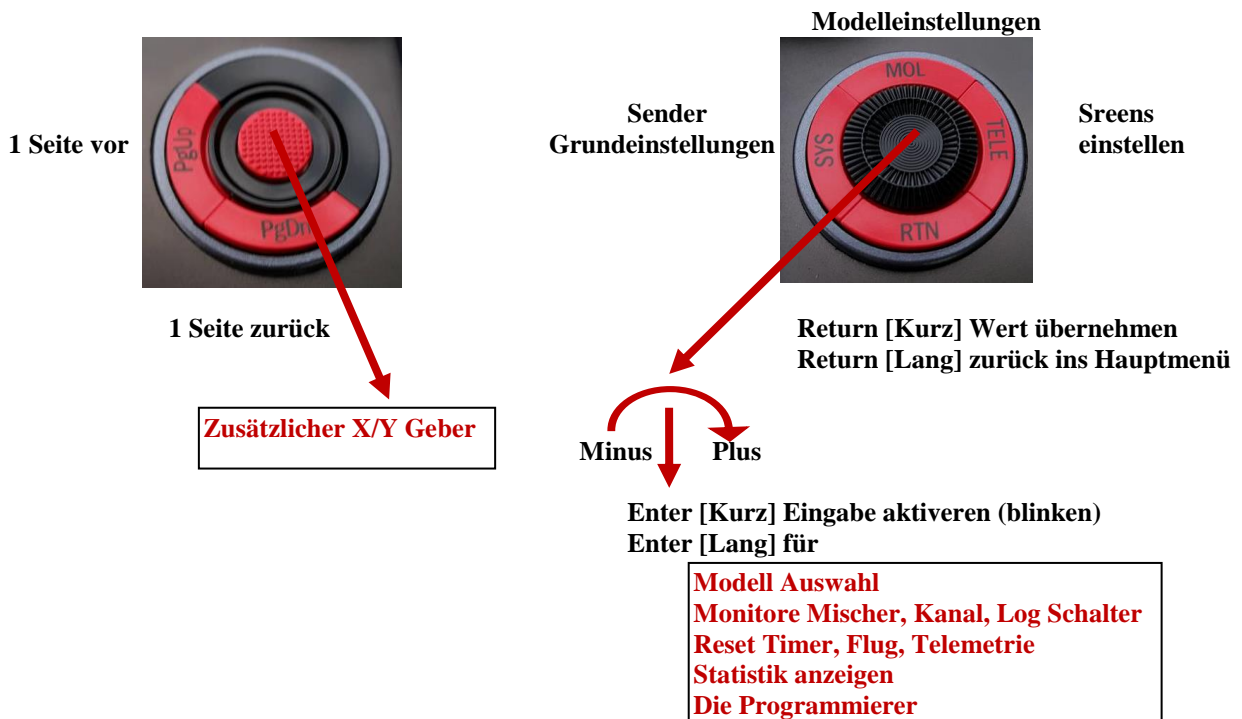 Modelleinstellungen
MOL
SYS
TELE
RTN
PgUp
PgDn
1 Seite vor
Sender
Grundeinstellungen
Sreens
einstellen
1 Seite zurück
Return [Kurz] Wert übernehmen
Return [Lang] zurück ins Hauptmenü
Zusätzlicher X/Y Geber
Minus
Plus
Enter [Kurz] Eingabe aktiveren (blinken)
Enter [Lang] für
Modell Auswahl
Monitore Mischer, Kanal, Log Schalter
Reset Timer, Flug, Telemetrie
Statistik anzeigen
Die Programmierer